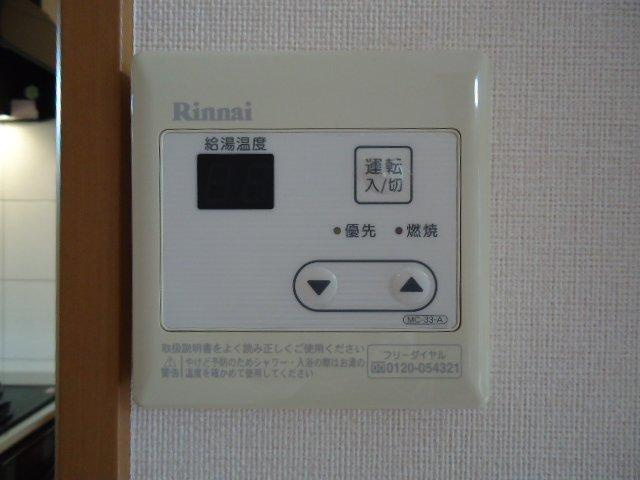 Rinnai
給湯温度
運転
入/切
優先
燃焼
▼
▲
MC-33-A
取扱説明書をよく読み正しくご使用ください
警告
やけど予防のためシャワー・入浴の際はお湯の
温度を確かめて使用してください
フリーダイヤル
0120-054321